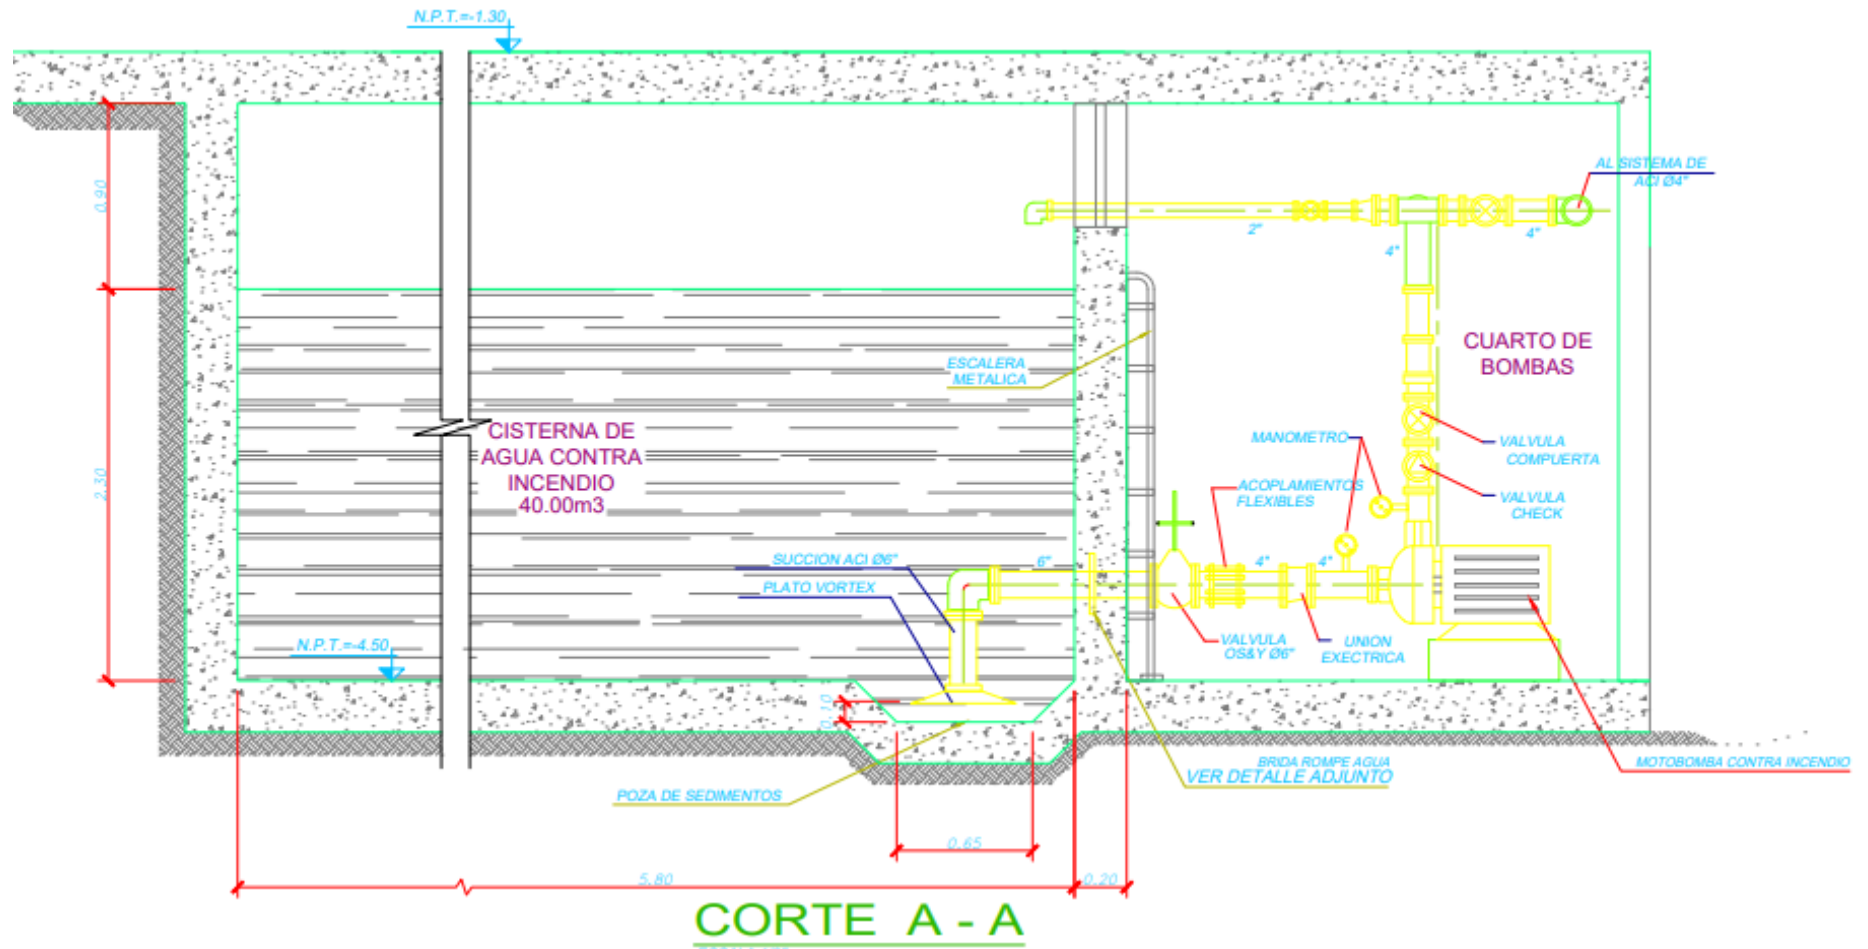 N.P.T.=-1.30
AL SISTEMA DE
ACI Ø4"
0.90
2"
4"
4"
CUARTO DE
BOMBAS
ESCALERA
METALICA
CISTERNA DE
AGUA CONTRA
INCENDIO
40.00m3
MANOMETRO
VALVULA
COMPUERTA
ACOPLAMIENTOS
FLEXIBLES
VALVULA
CHECK
2.30
SUCCION ACI Ø6"
6"
4"
4"
PLATO VORTEX
N.P.T.=-4.50
VALVULA
OS&Y Ø6"
UNION
EXECTRICA
0.10
BRIDA ROMPE AGUA
VER DETALLE ADJUNTO
MOTOBOMBA CONTRA INCENDIO
POZA DE SEDIMENTOS
0.65
5.80
0.20
CORTE A - A